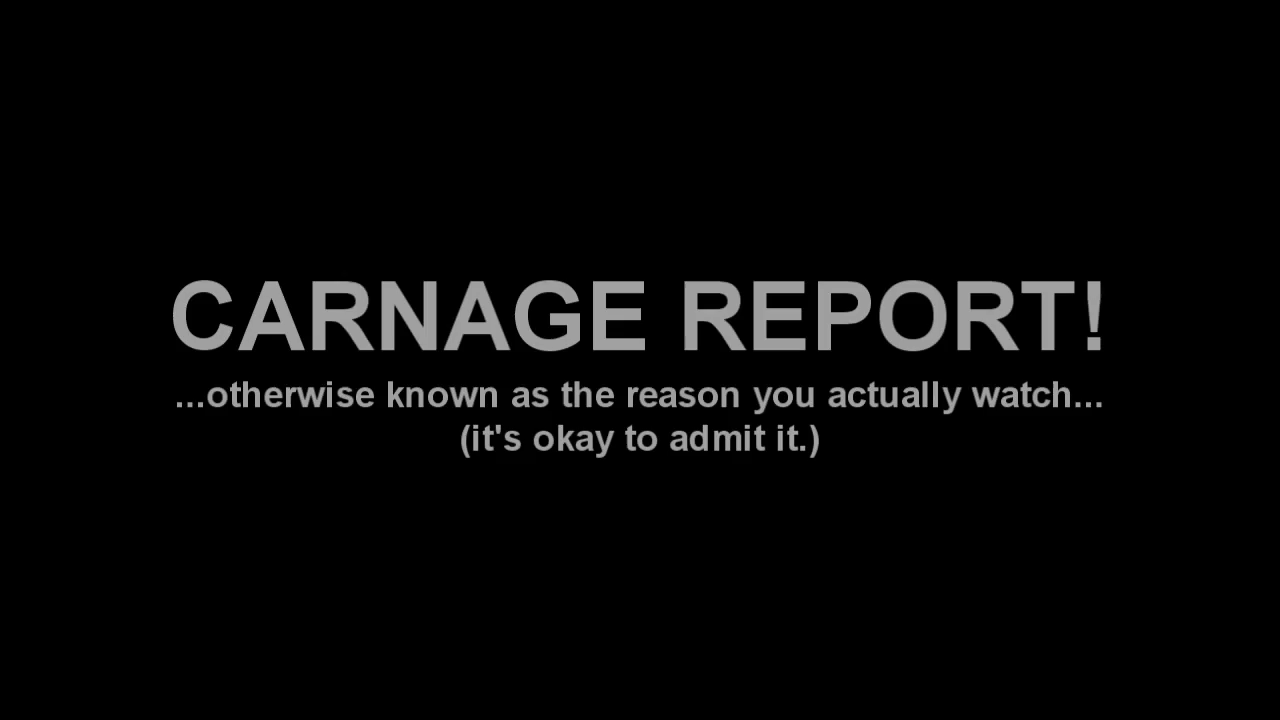 CARNAGE REPORT!
...otherwise known as the reason you actually watch...
(it's okay to admit it.)